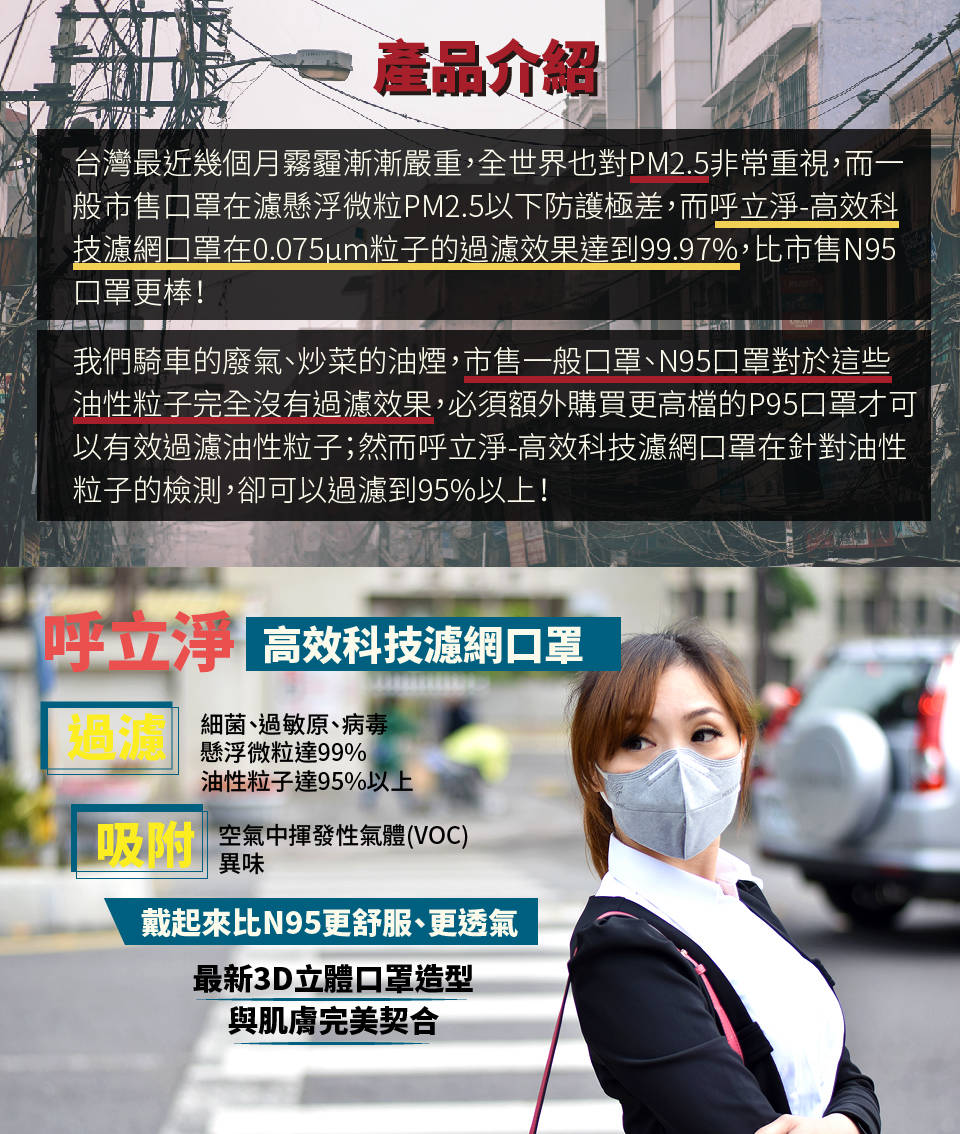 產品介紹
台灣最近幾個月霧霾漸漸嚴重，全世界也對PM2.5非常重視，而一
般市售口罩在濾懸浮微粒PM2.5以下防護極差，而呼立淨-高效科
技濾網口罩在0.075μm粒子的過濾效果達到99.97%，比市售N95
口罩更棒！
我們騎車的廢氣、炒菜的油煙，市售一般口罩、N95口罩對於這些
油性粒子完全沒有過濾效果，必須額外購買更高檔的P95口罩才可
以有效過濾油性粒子；然而呼立淨-高效科技濾網口罩在針對油性
粒子的檢測，卻可以過濾到95%以上！
呼立淨 高效科技濾網口罩
過濾
細菌、過敏原、病毒
懸浮微粒達99%
油性粒子達95%以上
吸附
空氣中揮發性氣體(VOC)
異味
戴起來比N95更舒服、更透氣
最新3D立體口罩造型
與肌膚完美契合